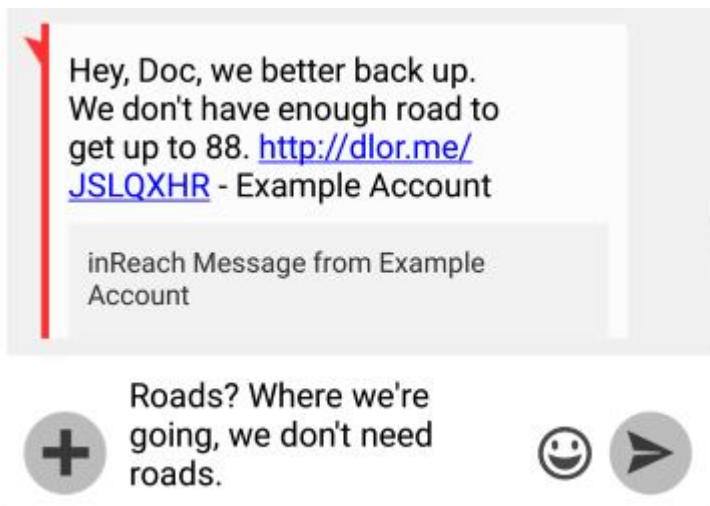 Hey, Doc, we better back up.
We don't have enough road to
get up to 88. http://dlor.me/
JSLQXHR - Example Account
inReach Message from Example
Account
Roads? Where we're
going, we don't need
roads.